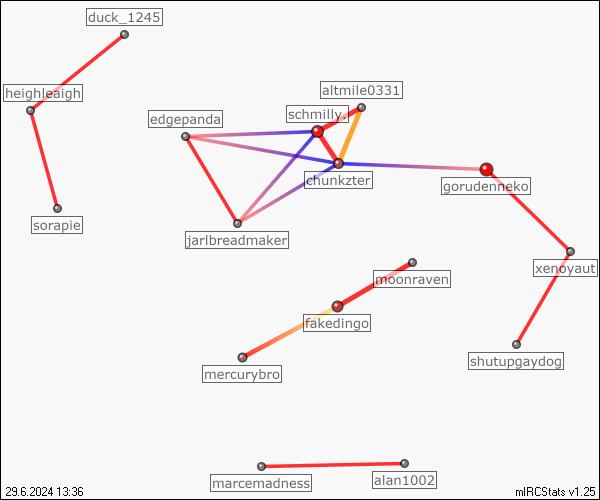 duck_1245
altmile0331
heighleaigh
schmilly.
edgepanda
chunkzter
gorudenneko
sorapie
jarlbreadmaker
xenoyaut
moonraven
fakedingo
shutupgaydog
mercurybro
marcemadness
alan1002
29.6.2024 13:36
mIRCStats v1.25